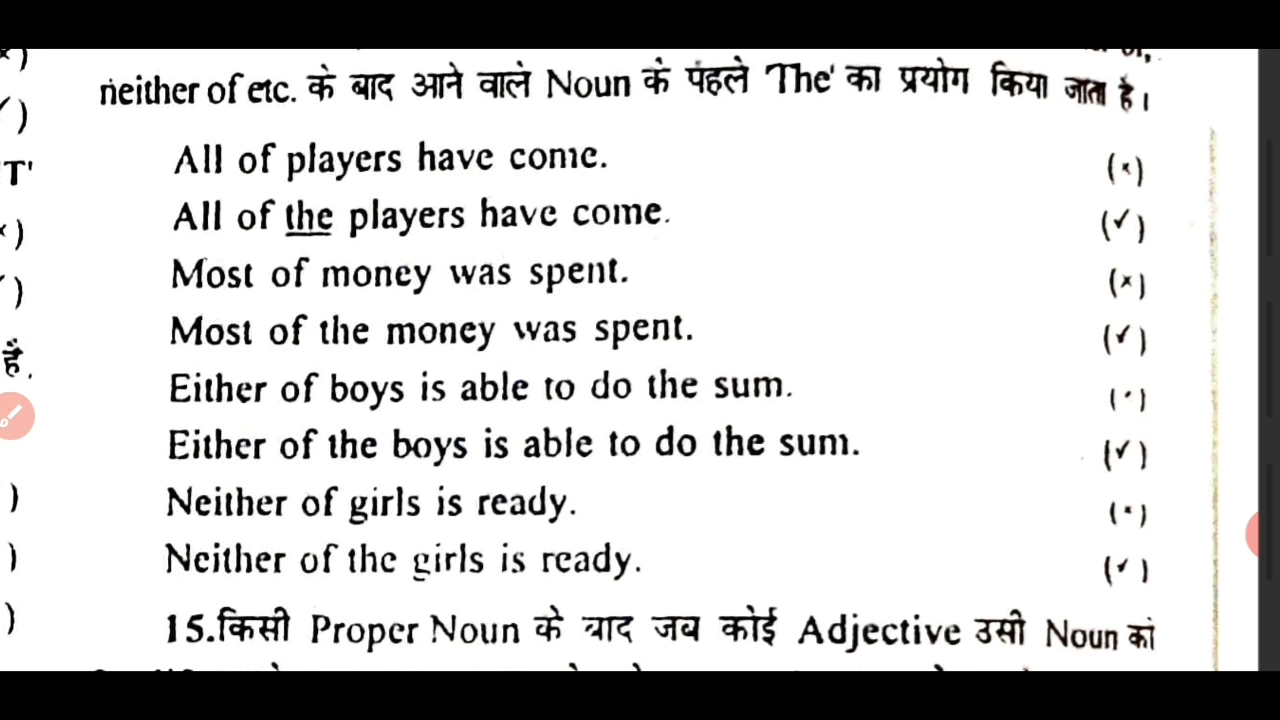 neither of etc. के बाद आने वाले Noun के पहले 'The' का प्रयोग किया जाता है।
All of players have come. (×)
All of the players have come. (✓)
Most of money was spent. (×)
Most of the money was spent. (✓)
Either of boys is able to do the sum. (×)
Either of the boys is able to do the sum. (✓)
Neither of girls is ready. (×)
Neither of the girls is ready. (✓)
15.किसी Proper Noun के बाद जब कोई Adjective उसी Noun को
T'
है.